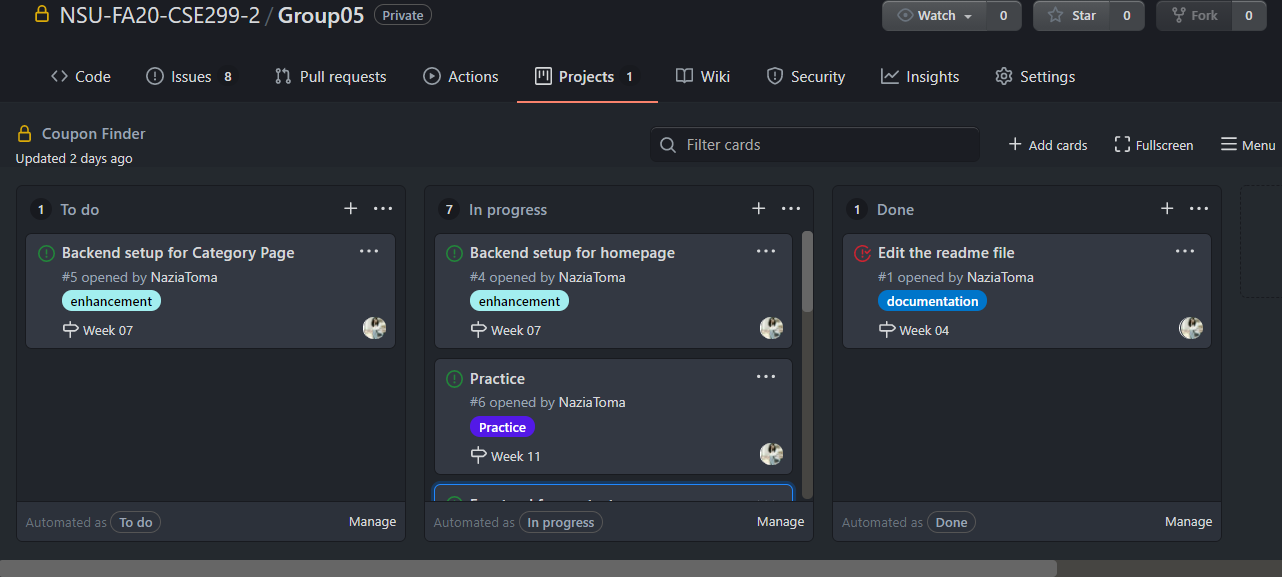 NSU-FA20-CSE299-2 / Group05 Private Watch 0 Star 0 Fork 0
Code Issues 8 Pull requests Actions Projects 1 Wiki Security Insights Settings
Coupon Finder
Updated 2 days ago
Filter cards
Add cards Fullscreen Menu
1 To do
Backend setup for Category Page
#5 opened by NaziaToma
enhancement
Week 07
Automated as To do Manage
7 In progress
Backend setup for homepage
#4 opened by NaziaToma
enhancement
Week 07
Practice
#6 opened by NaziaToma
Practice
Week 11
Automated as In progress Manage
1 Done
Edit the readme file
#1 opened by NaziaToma
documentation
Week 04
Automated as Done Manage